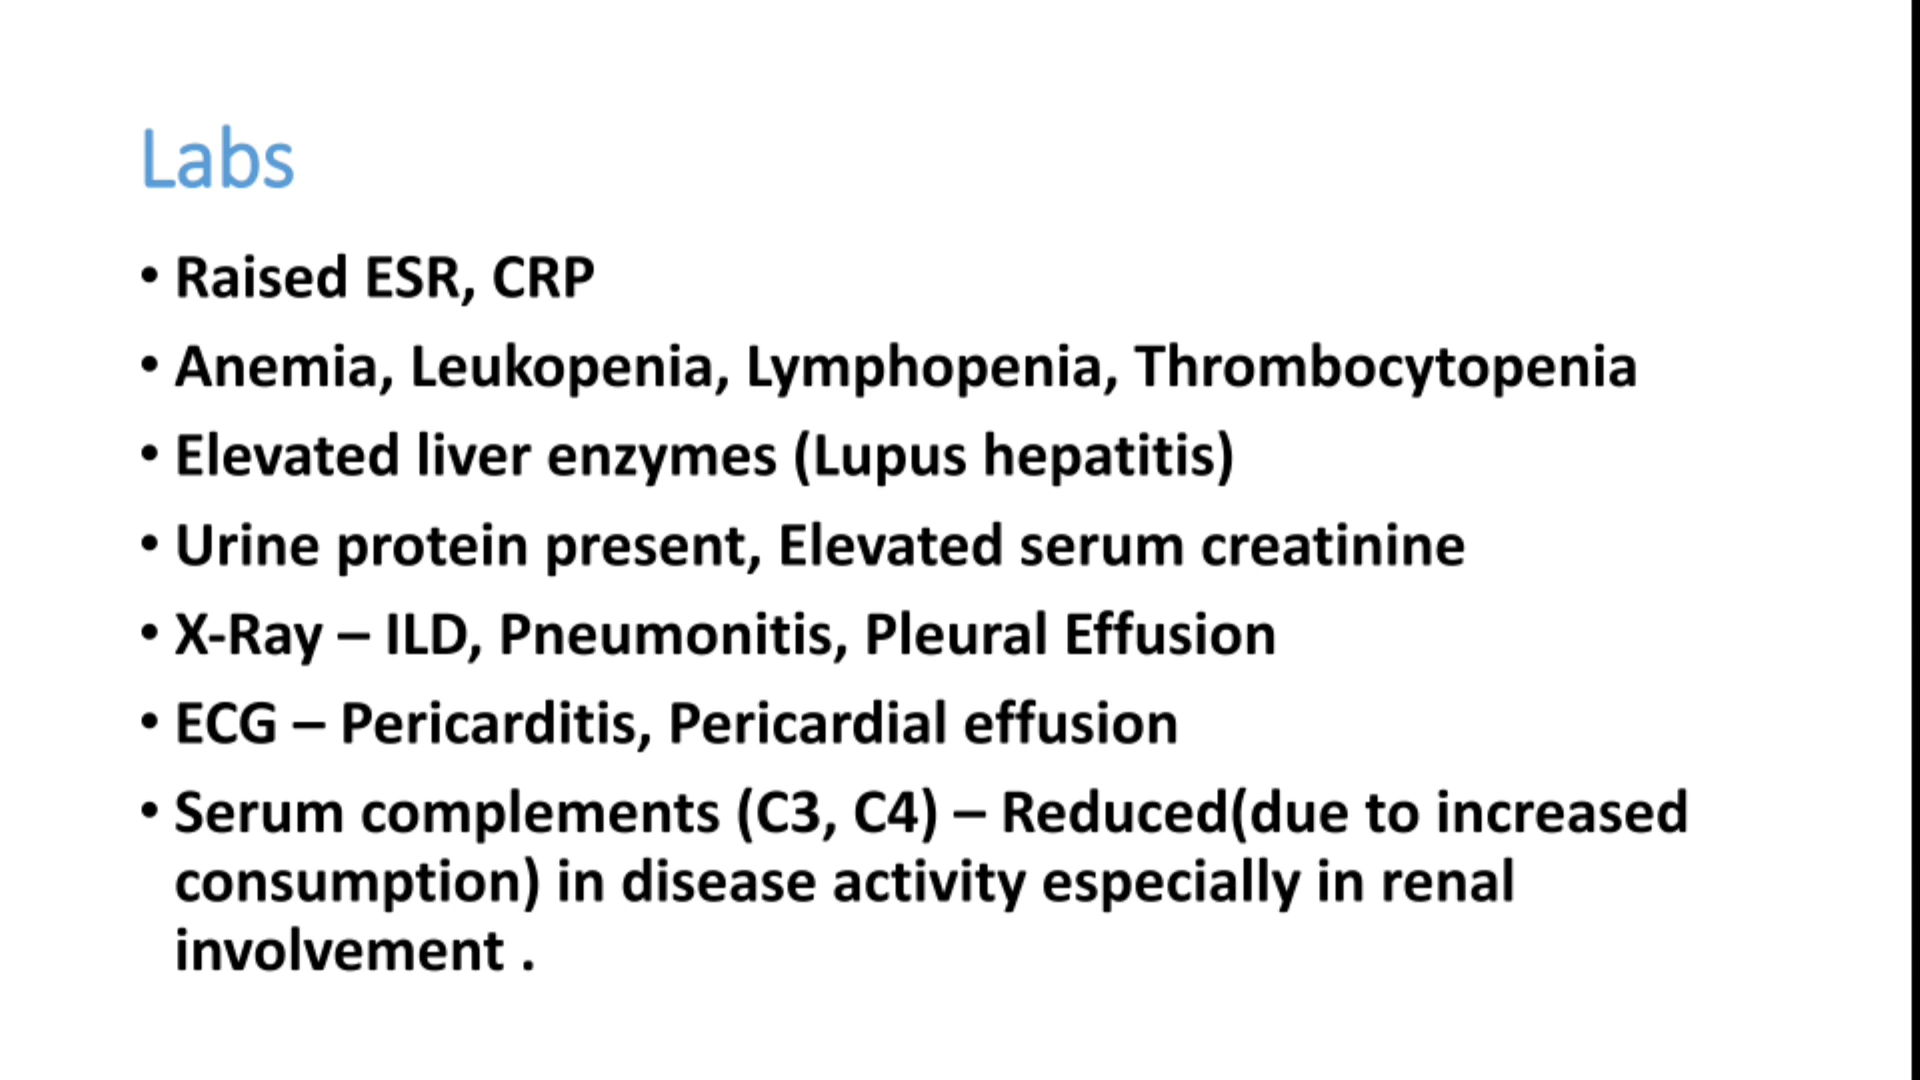 Labs
• Raised ESR, CRP
• Anemia, Leukopenia, Lymphopenia, Thrombocytopenia
• Elevated liver enzymes (Lupus hepatitis)
• Urine protein present, Elevated serum creatinine
• X-Ray – ILD, Pneumonitis, Pleural Effusion
• ECG – Pericarditis, Pericardial effusion
• Serum complements (C3, C4) – Reduced(due to increased
consumption) in disease activity especially in renal
involvement .